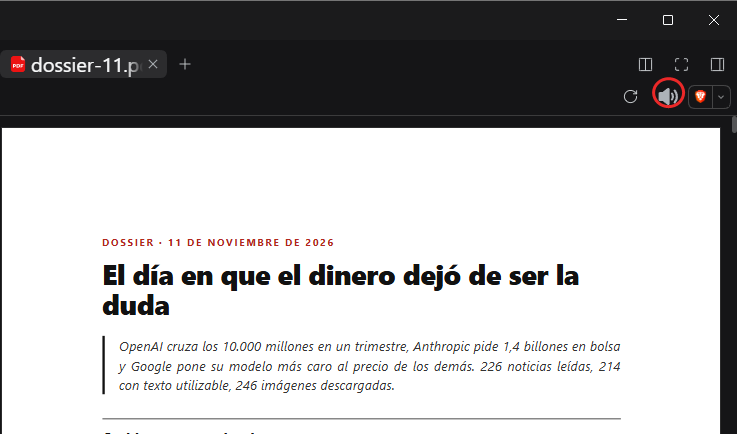 dossier-11.p
DOSSIER · 11 DE NOVIEMBRE DE 2026
El día en que el dinero dejó de ser la
duda
OpenAI cruza los 10.000 millones en un trimestre, Anthropic pide 1,4 billones en bolsa
y Google pone su modelo más caro al precio de los demás. 226 noticias leídas, 214
con texto utilizable, 246 imágenes descargadas.